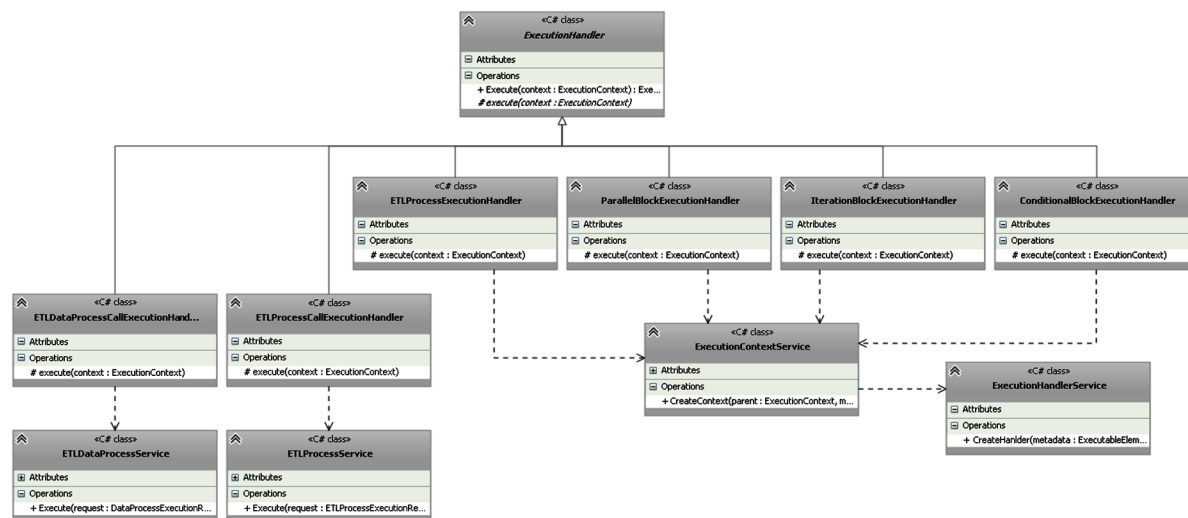 «C# class»
ExecutionHandler
Attributes
Operations
+ Execute(context : ExecutionContext) : Exe...
# execute(context : ExecutionContext)
«C# class»
ETLProcessExecutionHandler
Attributes
Operations
# execute(context : ExecutionContext)
«C# class»
ParallelBlockExecutionHandler
Attributes
Operations
# execute(context : ExecutionContext)
«C# class»
IterationBlockExecutionHandler
Attributes
Operations
# execute(context : ExecutionContext)
«C# class»
ConditionalBlockExecutionHandler
Attributes
Operations
# execute(context : ExecutionContext)
«C# class»
ETLDataProcessCallExecutionHand...
Attributes
Operations
# execute(context : ExecutionContext)
«C# class»
ETLProcessCallExecutionHandler
Attributes
Operations
# execute(context : ExecutionContext)
«C# class»
ExecutionContextService
Attributes
Operations
+ CreateContext(parent : ExecutionContext, m...
«C# class»
ExecutionHandlerService
Attributes
Operations
+ CreateHanlder(metadata : ExecutableElem...
«C# class»
ETLDataProcessService
Attributes
Operations
+ Execute(request : DataProcessExecutionR...
«C# class»
ETLProcessService
Attributes
Operations
+ Execute(request : ETLProcessExecutionRe...